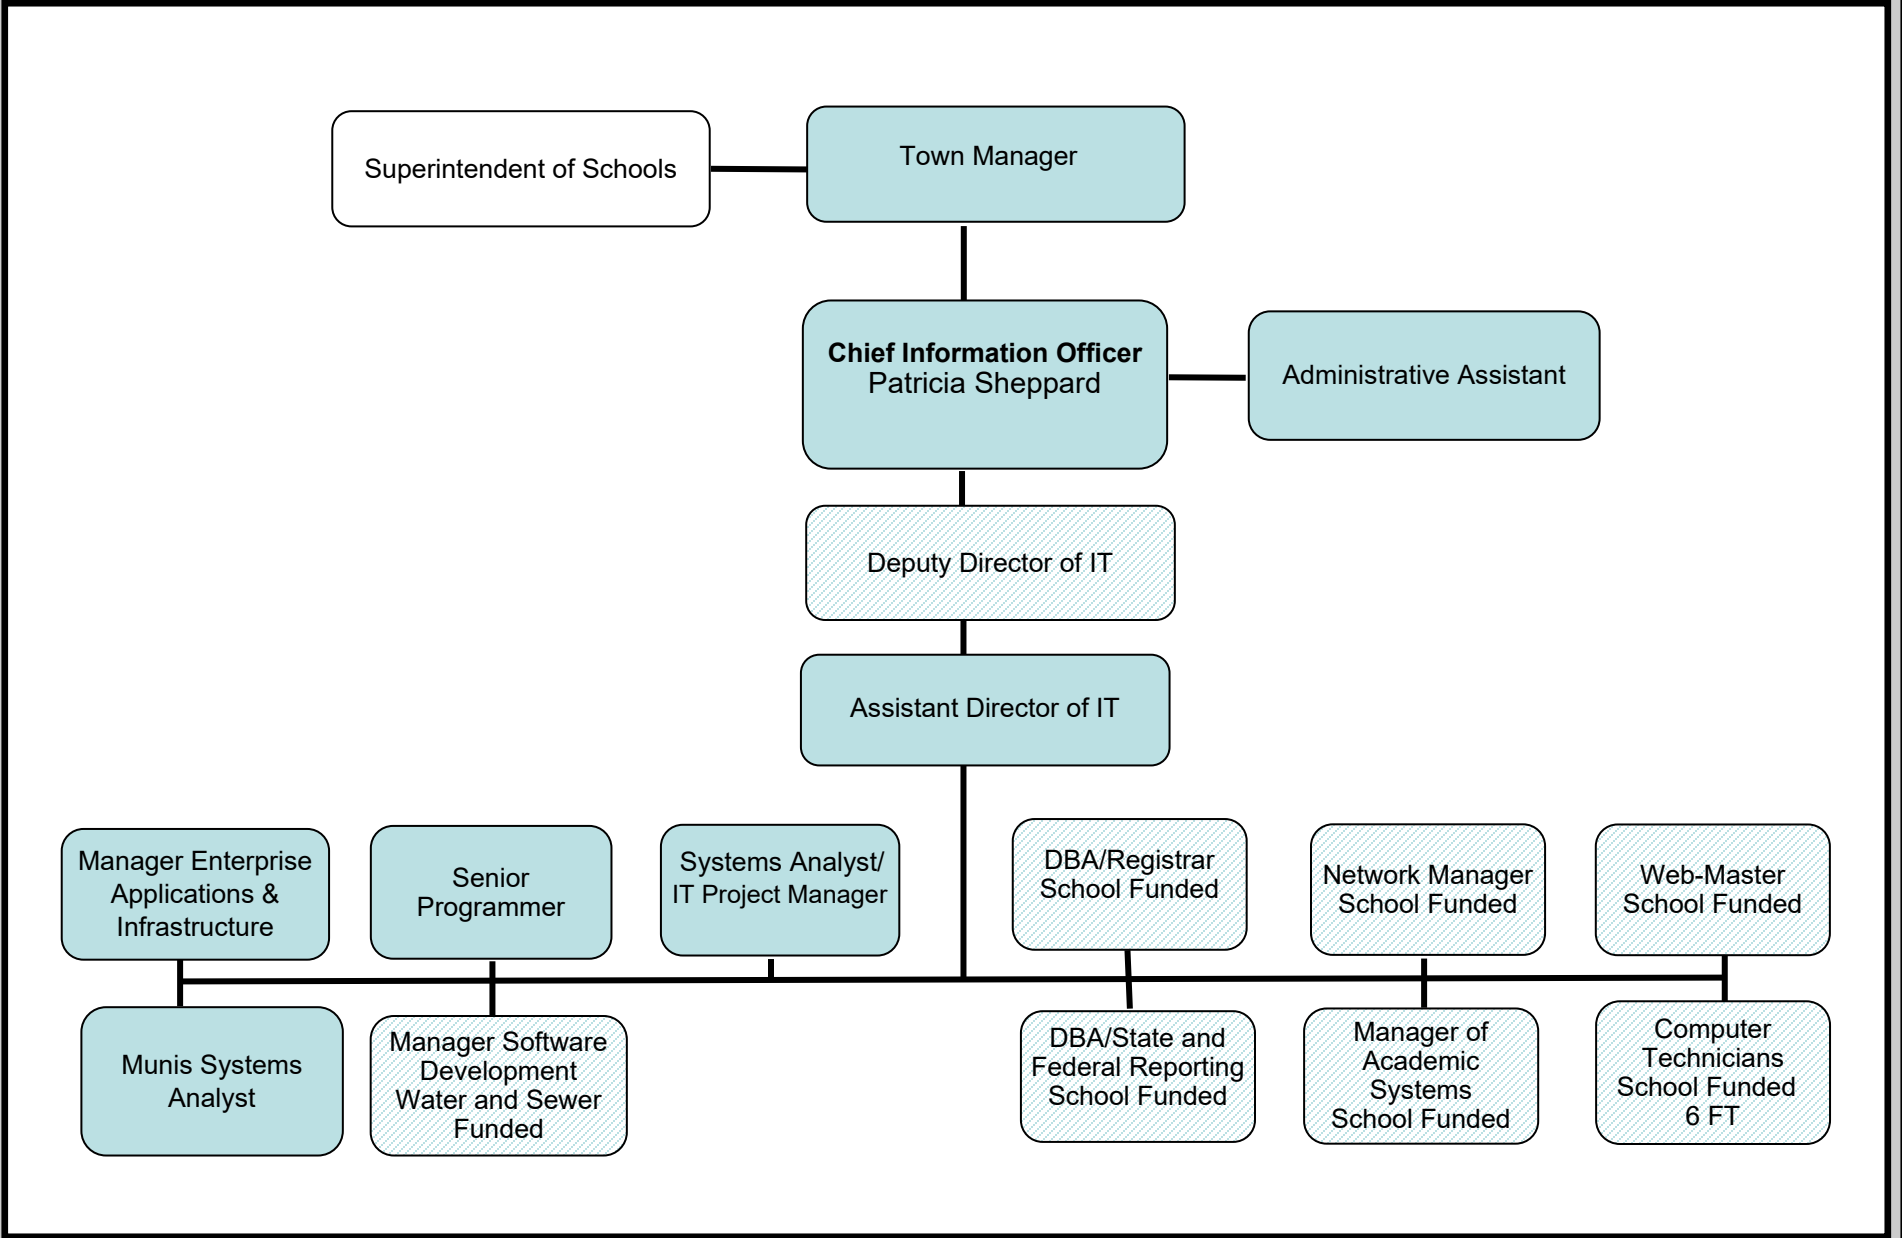 Superintendent of Schools
Town Manager
Chief Information Officer
Patricia Sheppard
Administrative Assistant
Deputy Director of IT
Assistant Director of IT
Manager Enterprise
Applications &
Infrastructure
Senior
Programmer
Systems Analyst/
IT Project Manager
DBA/Registrar
School Funded
Network Manager
School Funded
Web-Master
School Funded
Munis Systems
Analyst
Manager Software
Development
Water and Sewer
Funded
DBA/State and
Federal Reporting
School Funded
Manager of
Academic
Systems
School Funded
Computer
Technicians
School Funded
6 FT